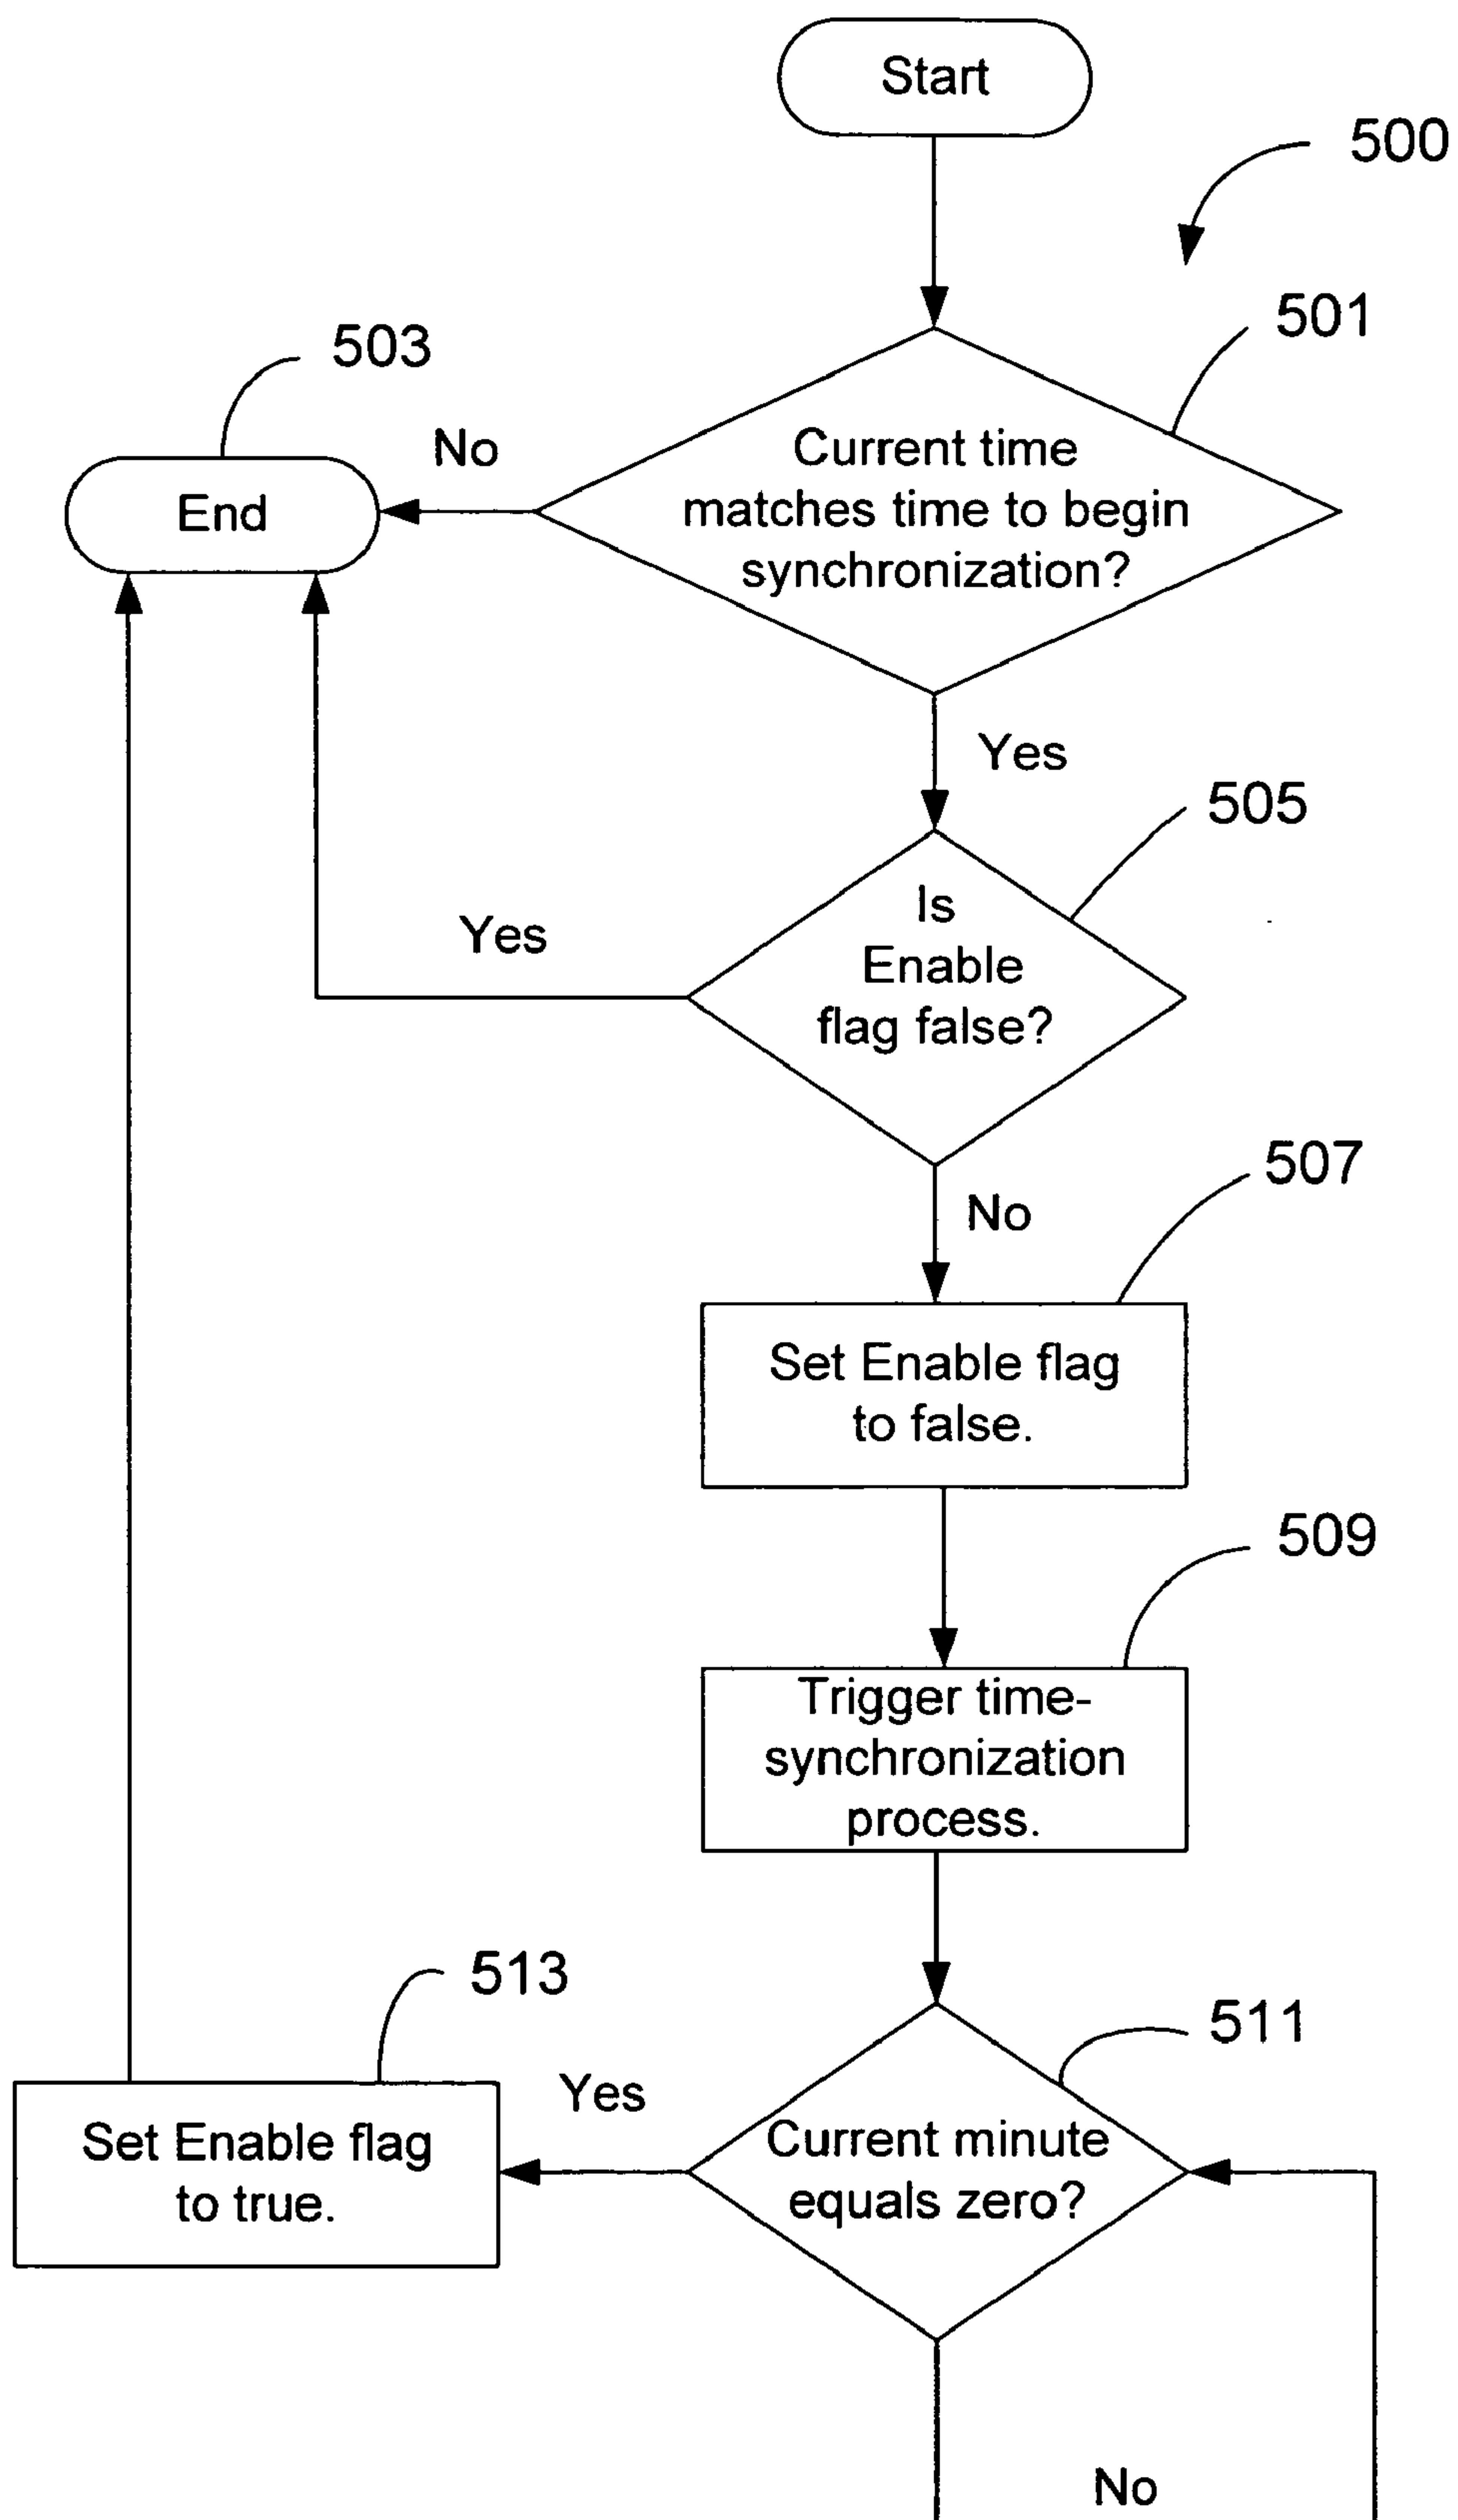 Start
500
501
503
No
Current time
matches time to begin
synchronization?
End
Yes
505
Is
Enable
flag false?
Yes
507
No
Set Enable flag
to false.
509
Trigger time-
synchronization
process.
513
511
Yes
Current minute
equals zero?
Set Enable flag
to true.
No